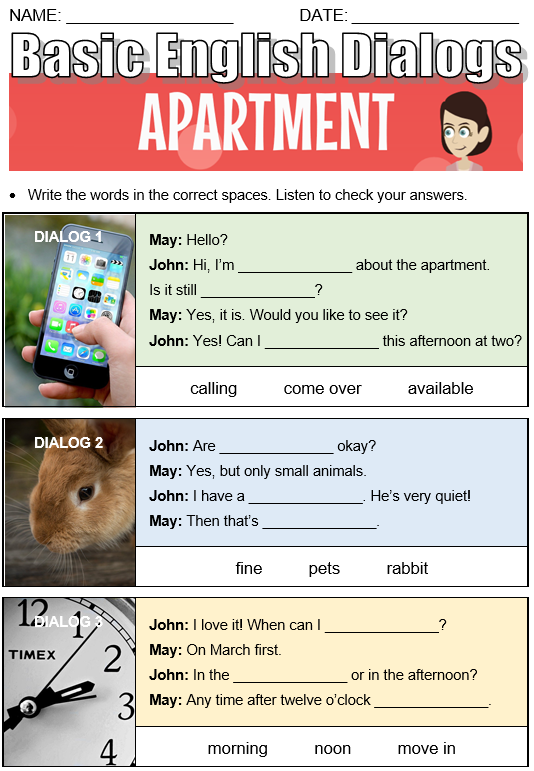 NAME: ____________________ DATE: ____________________
Basic English Dialogs
APARTMENT
• Write the words in the correct spaces. Listen to check your answers.
DIALOG 1
May: Hello?
John: Hi, I’m ______________ about the apartment.
Is it still ______________?
May: Yes, it is. Would you like to see it?
John: Yes! Can I ______________ this afternoon at two?
calling come over available
DIALOG 2
John: Are ______________ okay?
May: Yes, but only small animals.
John: I have a ______________. He’s very quiet!
May: Then that’s ______________.
fine pets rabbit
DIALOG 3
12 1
TIMEX
2
3
4
John: I love it! When can I ______________?
May: On March first.
John: In the ______________ or in the afternoon?
May: Any time after twelve o’clock ______________.
morning noon move in